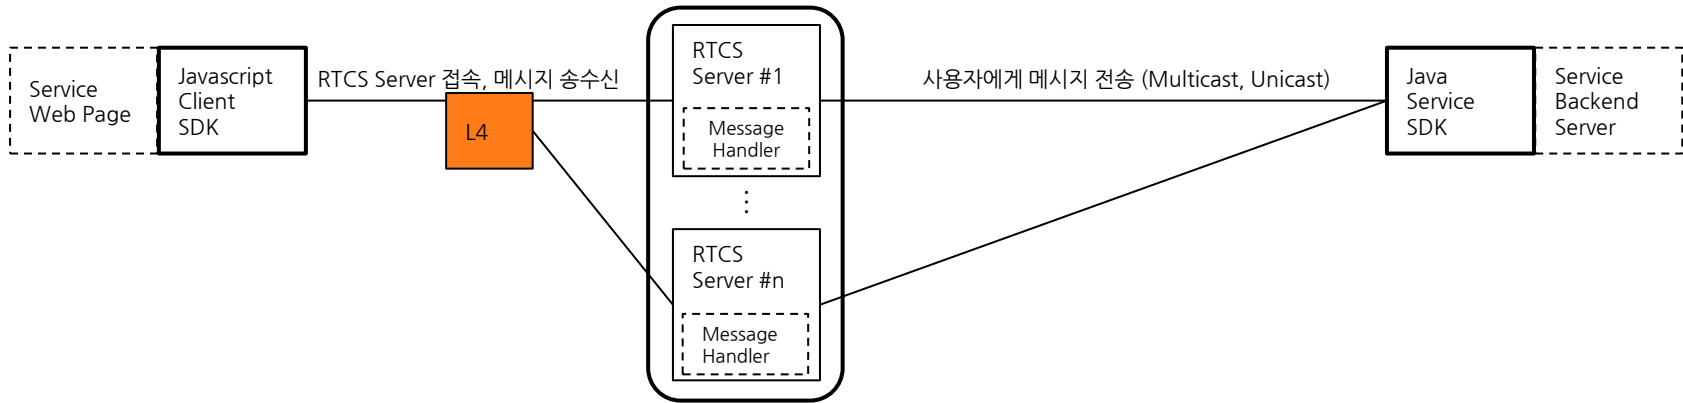 Service
Web Page
Javascript
Client
SDK
RTCS Server 접속, 메시지 송수신
L4
RTCS
Server #1
Message
Handler
⋮
RTCS
Server #n
Message
Handler
사용자에게 메시지 전송 (Multicast, Unicast)
Java
Service
SDK
Service
Backend
Server